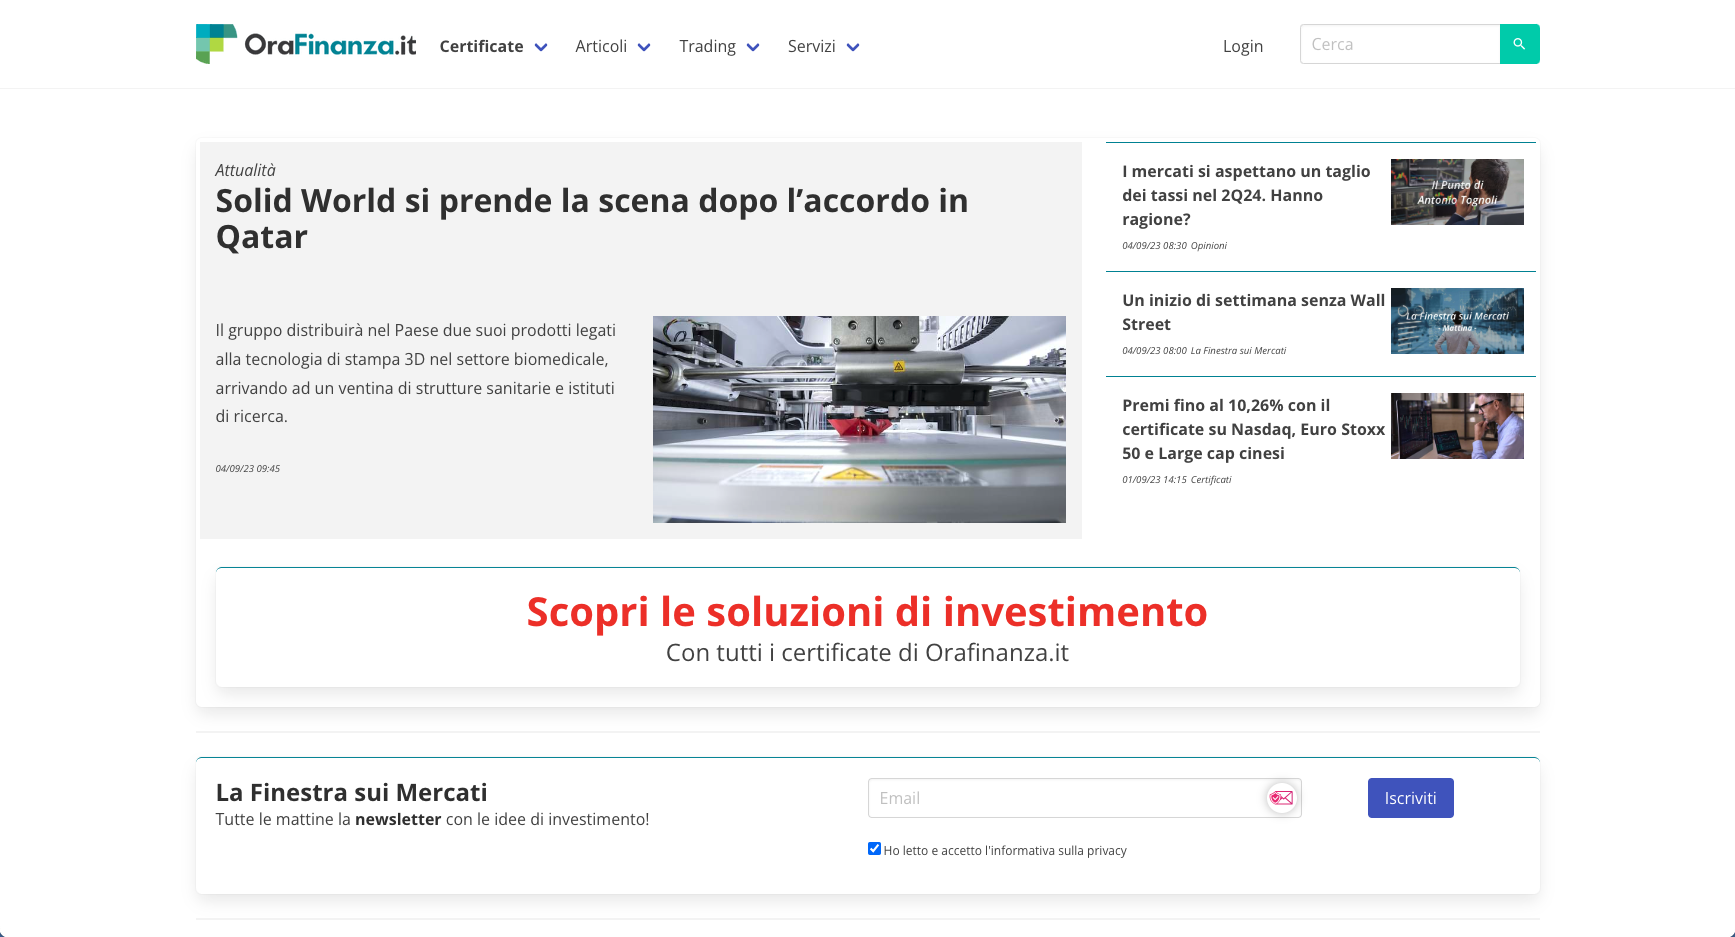 OraFinanza.it
Certificate
Articoli
Trading
Servizi
Login
Cerca
Attualità
Solid World si prende la scena dopo l’accordo in
Qatar
Il gruppo distribuirà nel Paese due suoi prodotti legati
alla tecnologia di stampa 3D nel settore biomedicale,
arrivando ad un ventina di strutture sanitarie e istituti
di ricerca.
04/09/23 09:45
I mercati si aspettano un taglio
dei tassi nel 2Q24. Hanno
ragione?
04/09/23 08:30 Opinioni
Il Punto di
Antonio Tognoli
Un inizio di settimana senza Wall
Street
04/09/23 08:00 La Finestra sui Mercati
La Finestra sui Mercati
- Mattina -
Premi fino al 10,26% con il
certificate su Nasdaq, Euro Stoxx
50 e Large cap cinesi
01/09/23 14:15 Certificati
Scopri le soluzioni di investimento
Con tutti i certificate di Orafinanza.it
La Finestra sui Mercati
Tutte le mattine la newsletter con le idee di investimento!
Email
Iscriviti
Ho letto e accetto l'informativa sulla privacy